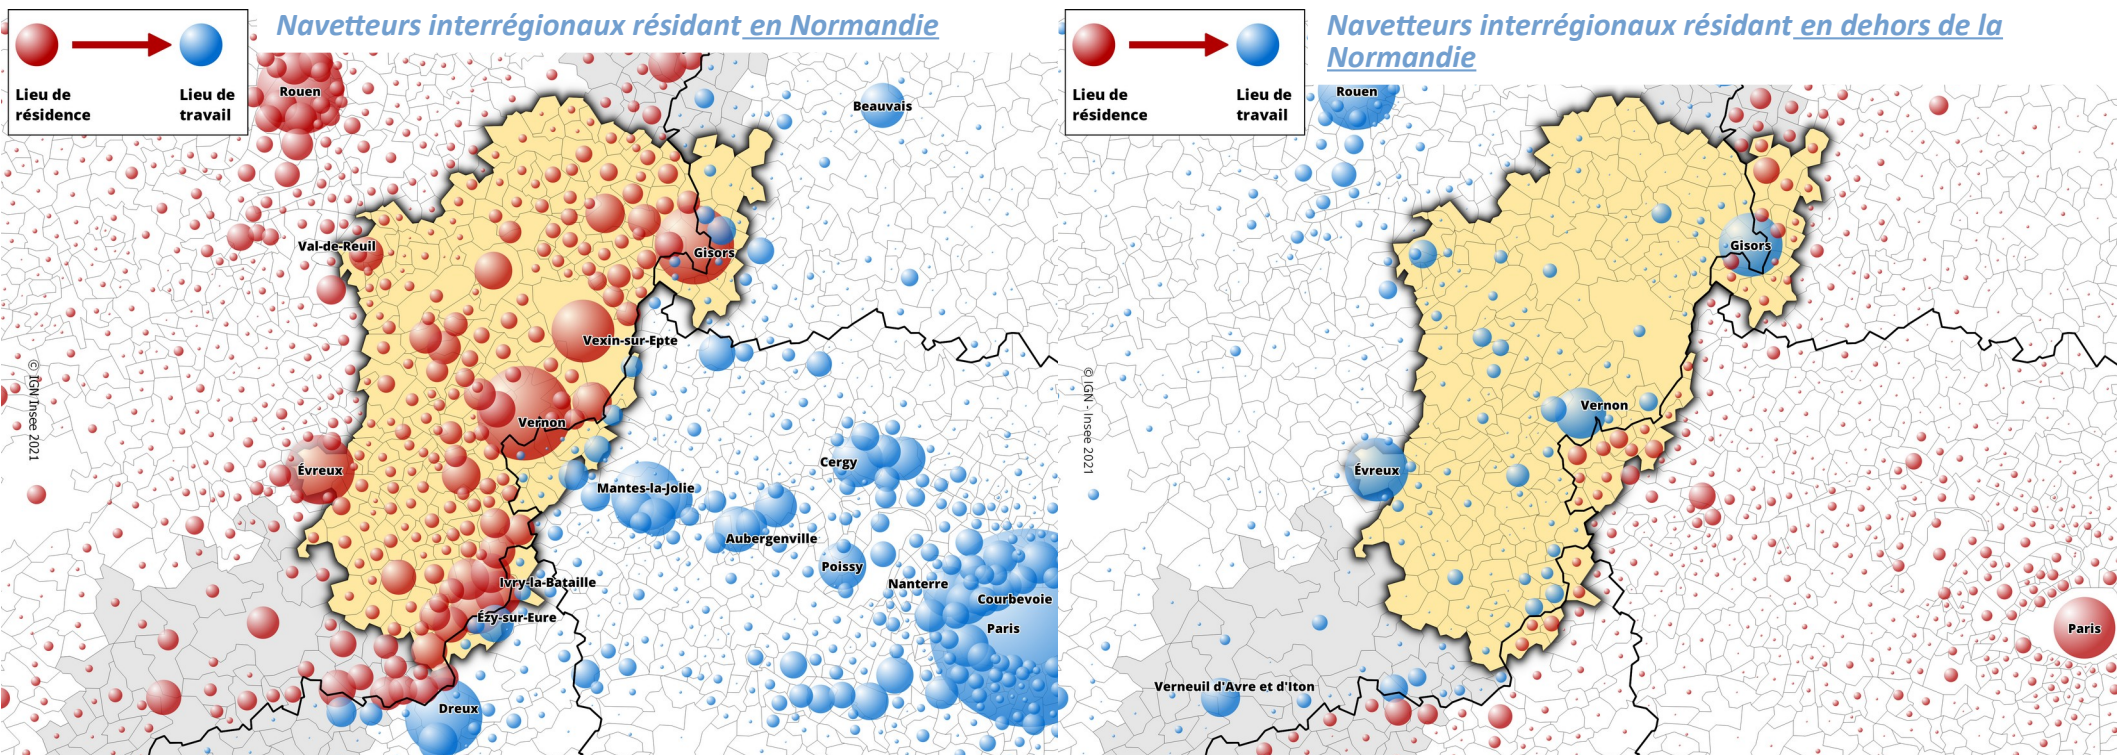 Navetteurs interrégionaux résidant en Normandie
Lieu de
résidence
Lieu de
travail
Rouen
Beauvais
Val-de-Reuil
Gisors
Vexin-sur-Epte
Vernon
Évreux
Cergy
Mantes-la-Jolie
Aubergenville
Poissy
Ivry-la-Bataille
Nanterre
Courbevoie
Ézy-sur-Eure
Paris
Dreux
© IGN Insee 2021
Navetteurs interrégionaux résidant en dehors de la
Normandie
Lieu de
résidence
Lieu de
travail
Rouen
Gisors
Vernon
Évreux
Paris
Verneuil d'Avre et d'Iton
© IGN - Insee 2021